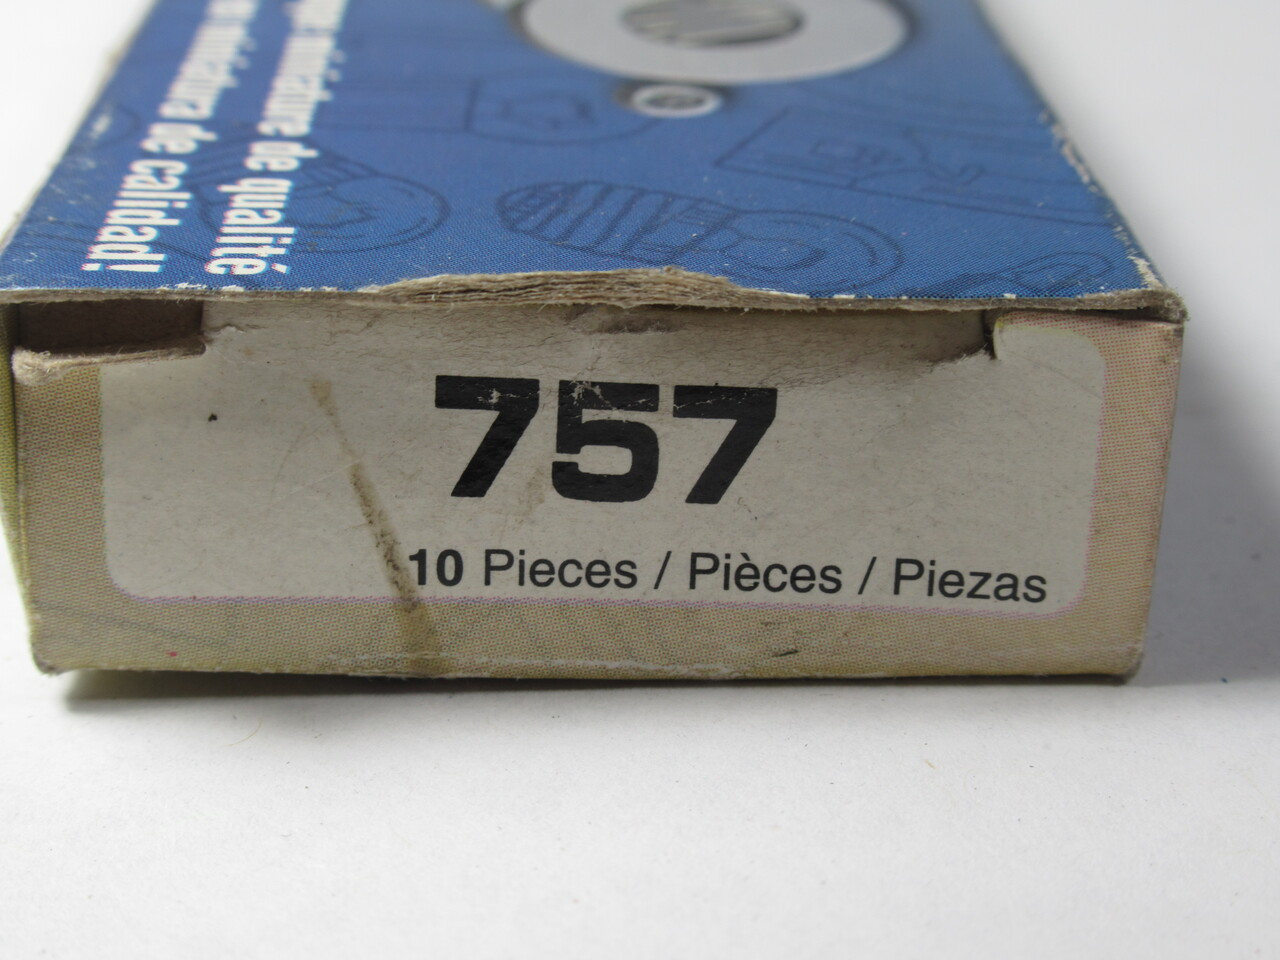 miniature de qualité
miniatura de calidad!
757
10 Pieces / Pièces / Piezas